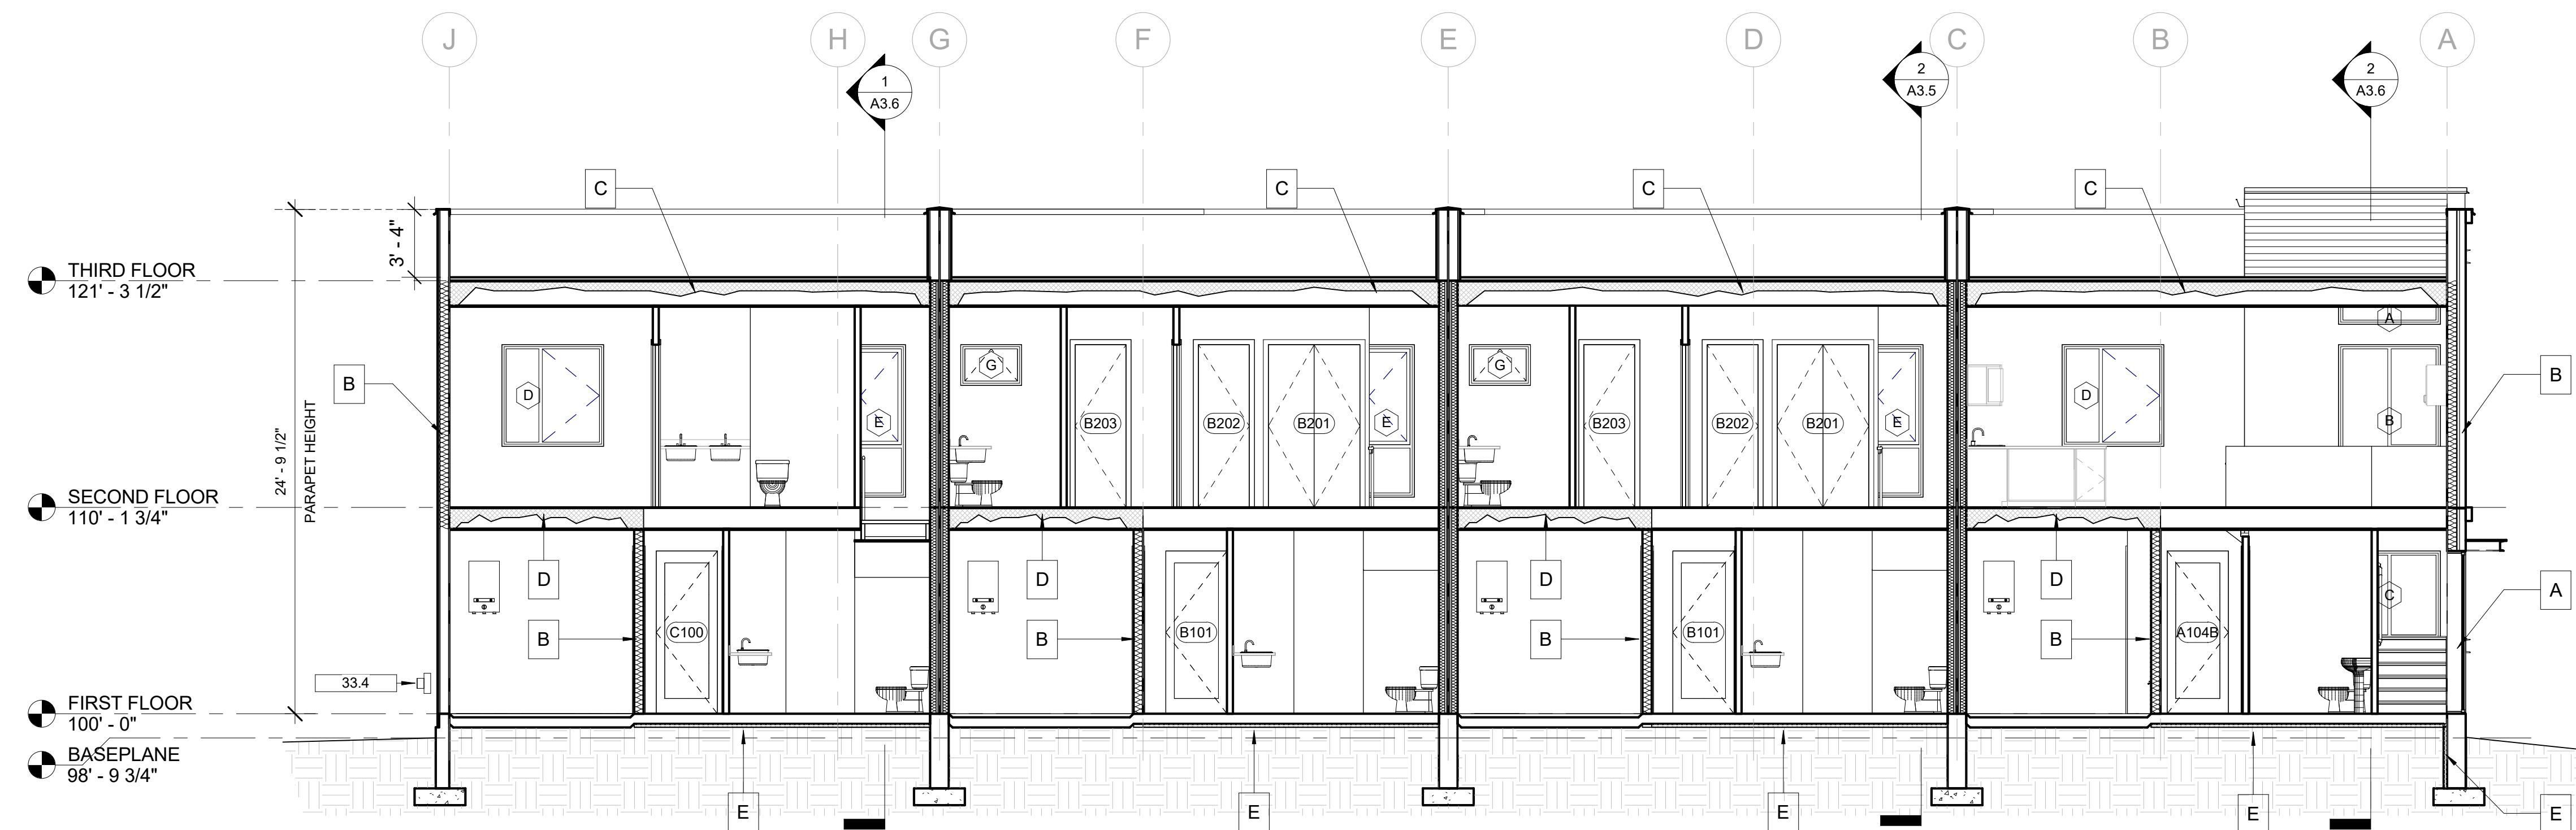 J
H
G
F
E
D
C
B
A
1
A3.6
2
A3.5
2
A3.6
C
C
C
C
3' - 4"
THIRD FLOOR
121' - 3 1/2"
A
G
G
B
D
B203
B202
B201
E
B203
B202
B201
E
D
B
B
E
24' - 9 1/2"
PARAPET HEIGHT
SECOND FLOOR
110' - 1 3/4"
D
D
D
D
C
A
B
C100
B
B101
B
B101
B
A104B
33.4
FIRST FLOOR
100' - 0"
BASEPLANE
98' - 9 3/4"
E
E
E
E
E